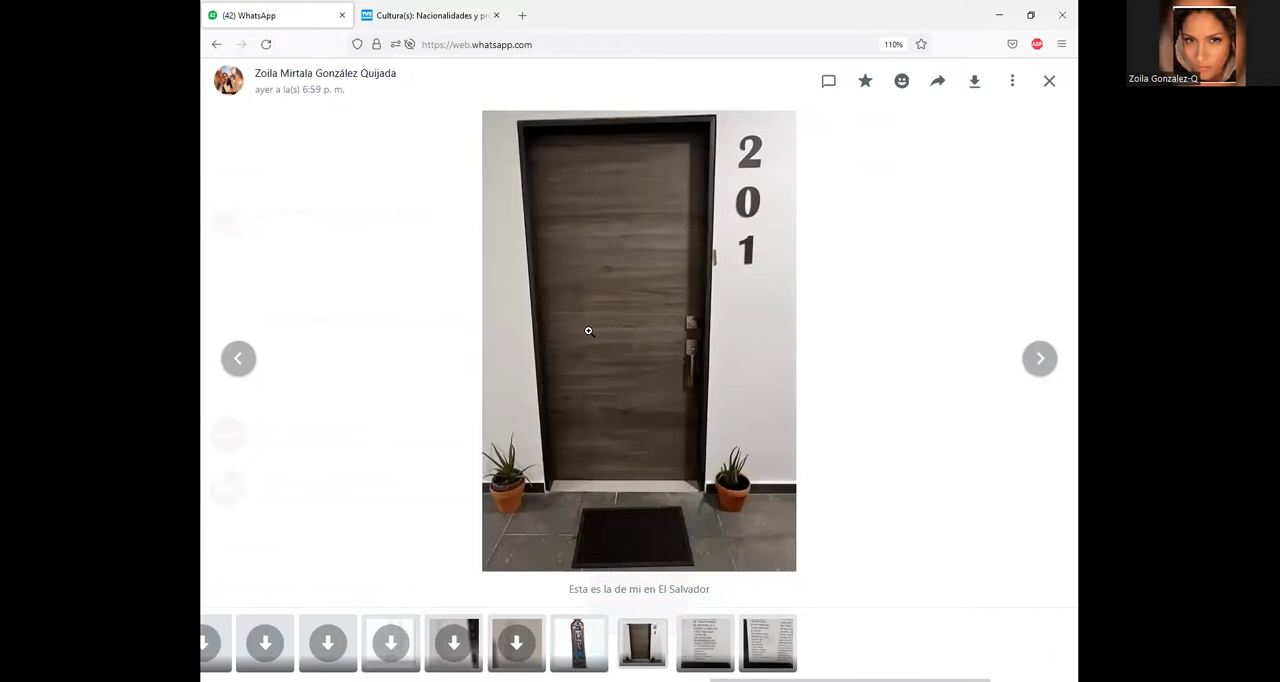 (42) WhatsApp
Cultura(s): Nacionalidades y pr
https://web.whatsapp.com
110%
ABP
Zoila Mirtala González Quijada
ayer a la(s) 6:59 p. m.
Zoila Gonzalez-Q
2
0
1
Esta es la de mi en El Salvador